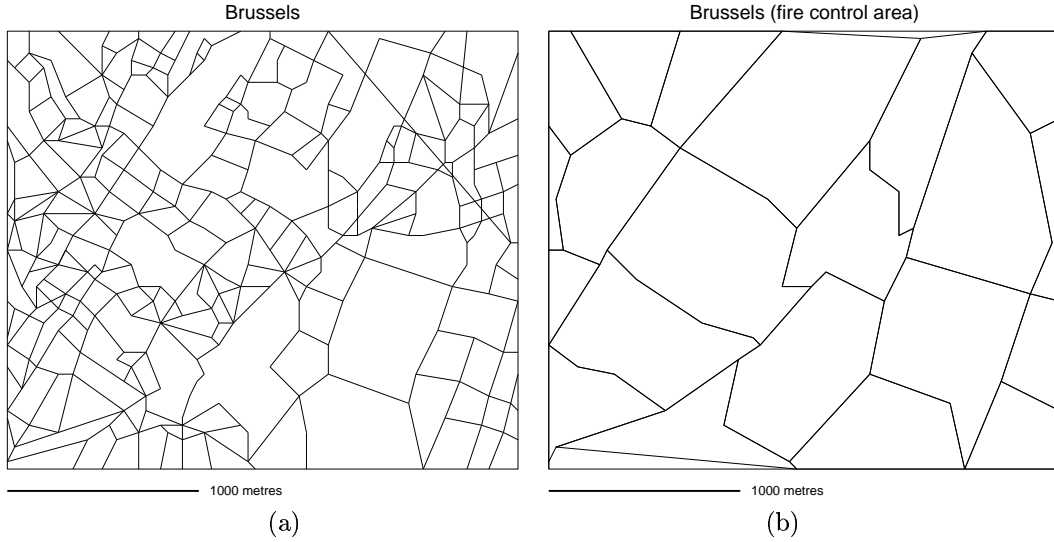 Brussels
Brussels (fire control area)
1000 metres
1000 metres
(a)
(b)